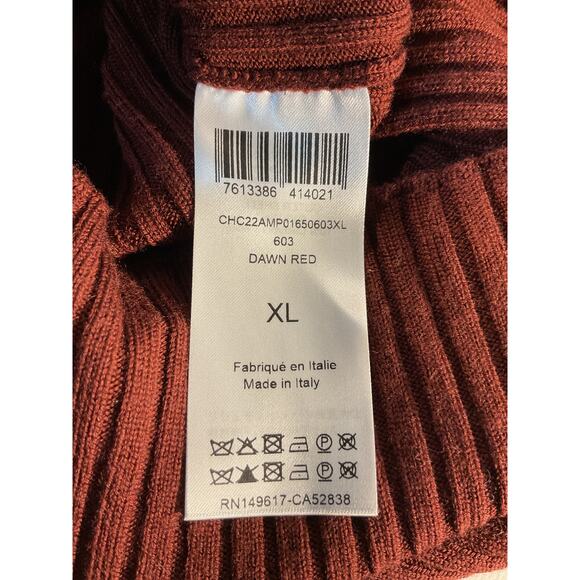 7613386 414021
CHC22AMP01650603XL
603
DAWN RED
XL
Fabriqué en Italie
Made in Italy
P
P
RN149617-CA52838